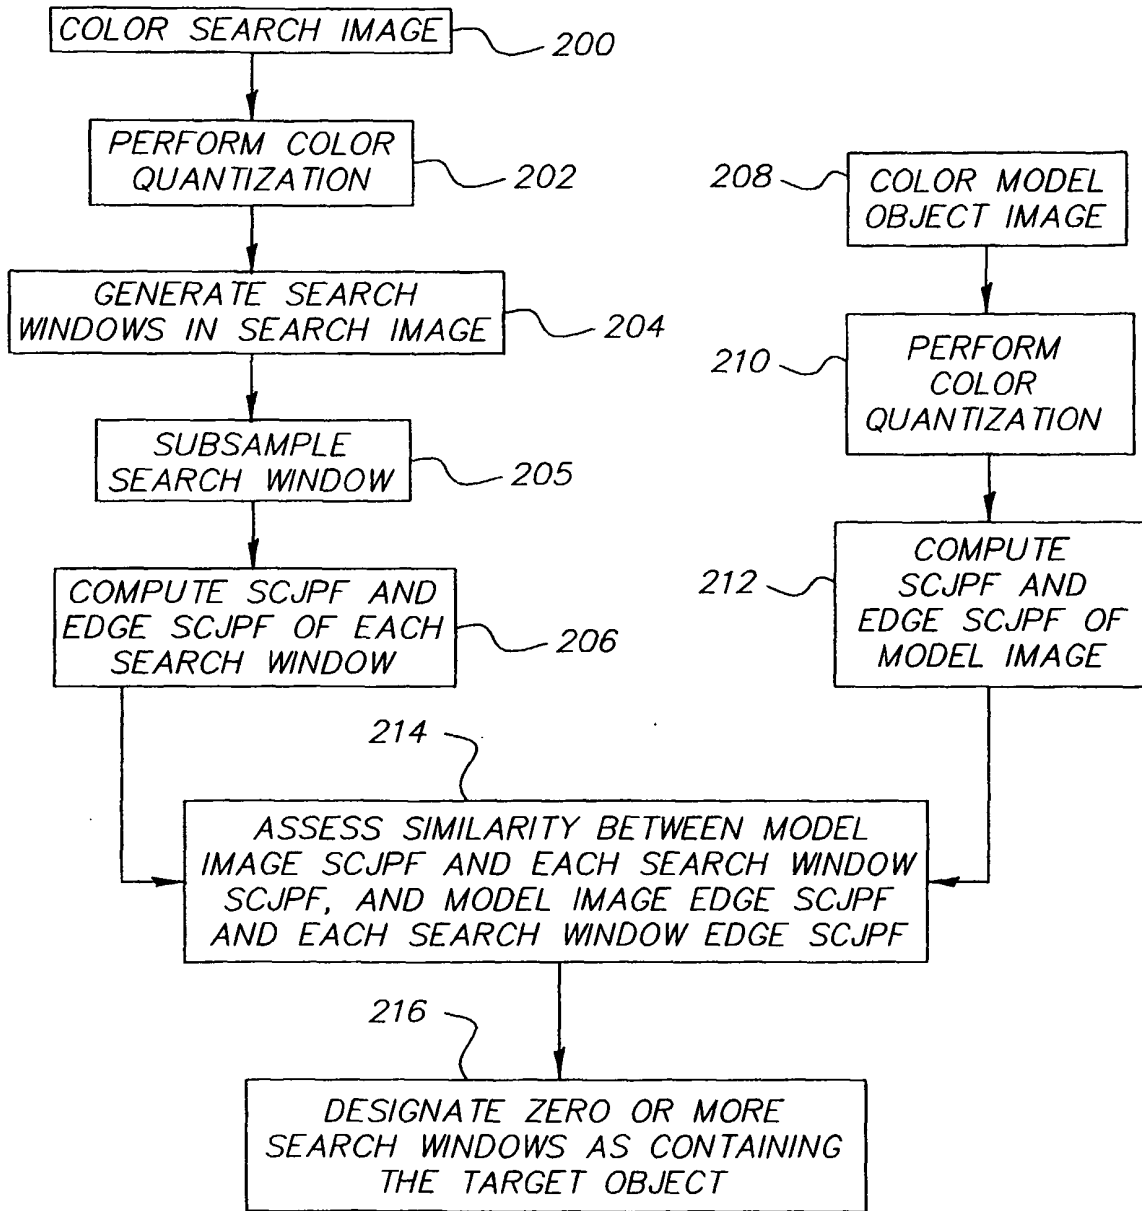 COLOR SEARCH IMAGE
200
PERFORM COLOR
QUANTIZATION
202
GENERATE SEARCH
WINDOWS IN SEARCH IMAGE
204
SUBSAMPLE
SEARCH WINDOW
205
COMPUTE SCJPF AND
EDGE SCJPF OF EACH
SEARCH WINDOW
206
208
COLOR MODEL
OBJECT IMAGE
210
PERFORM
COLOR
QUANTIZATION
212
COMPUTE
SCJPF AND
EDGE SCJPF OF
MODEL IMAGE
214
ASSESS SIMILARITY BETWEEN MODEL
IMAGE SCJPF AND EACH SEARCH WINDOW
SCJPF, AND MODEL IMAGE EDGE SCJPF
AND EACH SEARCH WINDOW EDGE SCJPF
216
DESIGNATE ZERO OR MORE
SEARCH WINDOWS AS CONTAINING
THE TARGET OBJECT